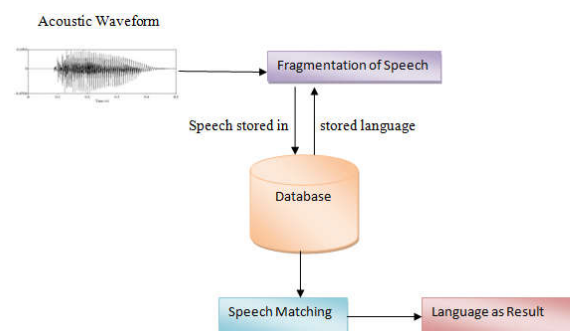 Acoustic Waveform
Fragmentation of Speech
Speech stored in
stored language
Database
Speech Matching
Language as Result